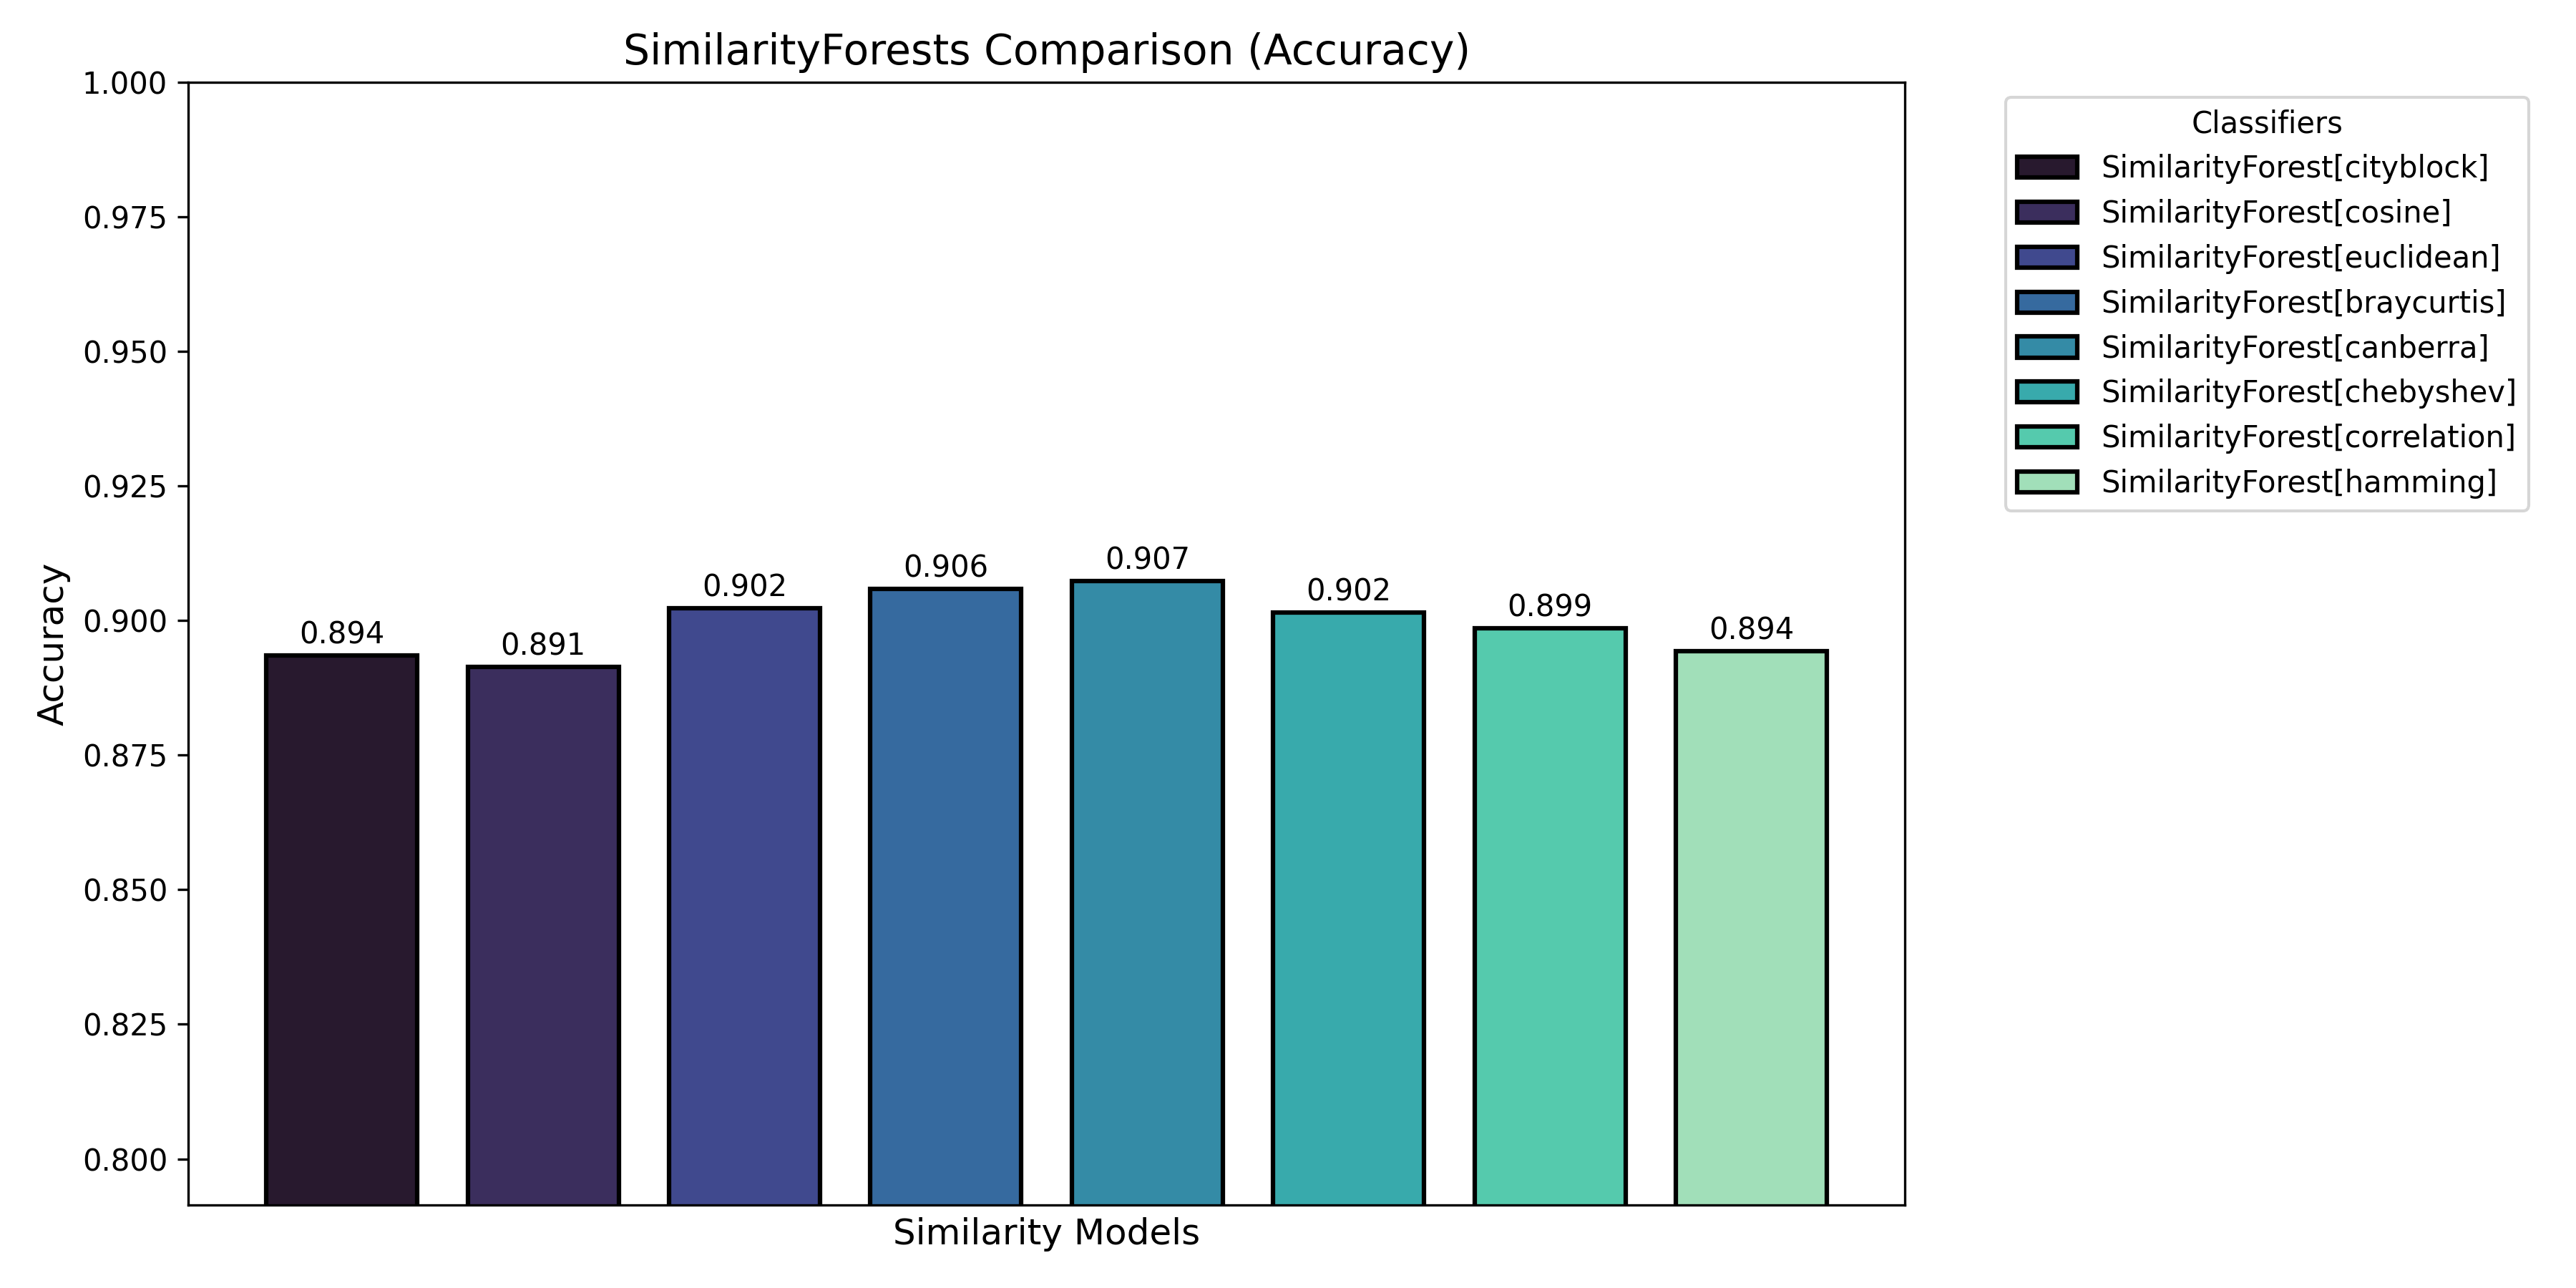 SimilarityForests Comparison (Accuracy)
1.000
0.975
0.950
0.925
0.900
0.875
0.850
0.825
0.800
Accuracy
0.894
0.891
0.902
0.906
0.907
0.902
0.899
0.894
Similarity Models
Classifiers
SimilarityForest[cityblock]
SimilarityForest[cosine]
SimilarityForest[euclidean]
SimilarityForest[braycurtis]
SimilarityForest[canberra]
SimilarityForest[chebyshev]
SimilarityForest[correlation]
SimilarityForest[hamming]